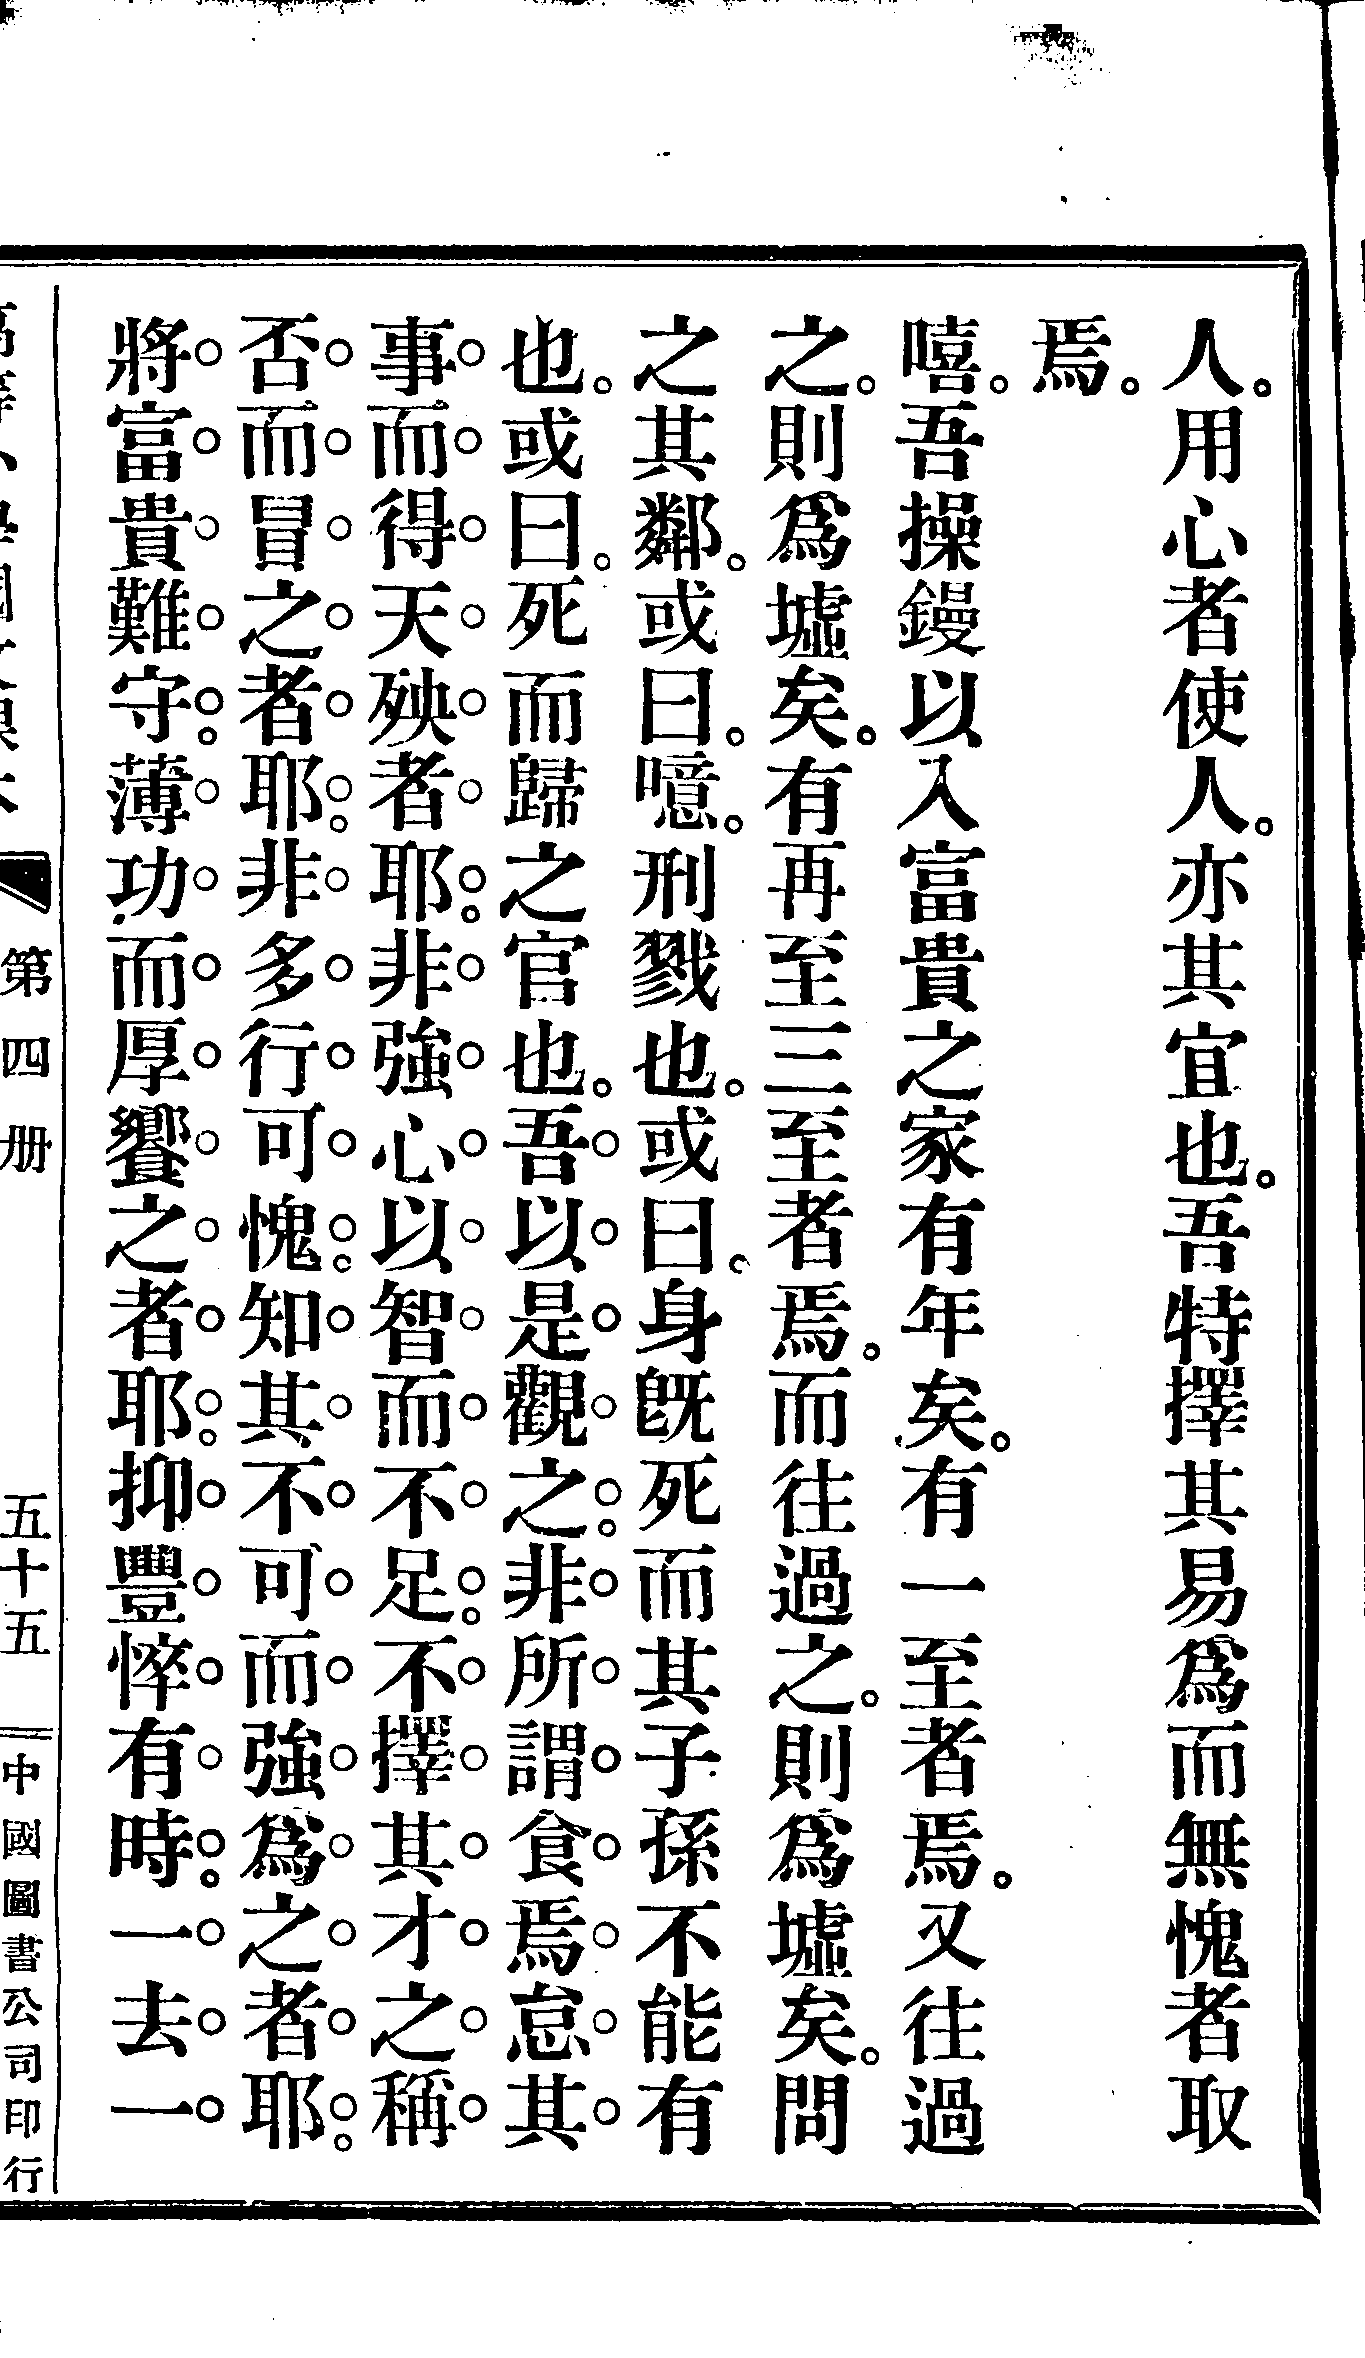 人。用心者使人。亦其宜也。吾特擇其易爲而無愧者取
焉。
嘻。吾操鏝以入富貴之家有年矣。有一至者焉。又往過
之。則爲墟矣。有再至三至者焉。而往過之。則爲墟矣。問
之其鄰。或曰。噫。刑戮也。或曰。身旣死而其子孫不能有
也。或曰。死而歸之官也。吾以是觀之。非所謂食焉怠其
事而得天殃者耶。非強心以智而不足。不擇其才之稱
否而冒之者耶。非多行可愧。知其不可而強爲之者耶。
將富貴難守。薄功而厚饗之者耶。抑豐悴有時。一去一
第四册 五十五 中國圖書公司印行